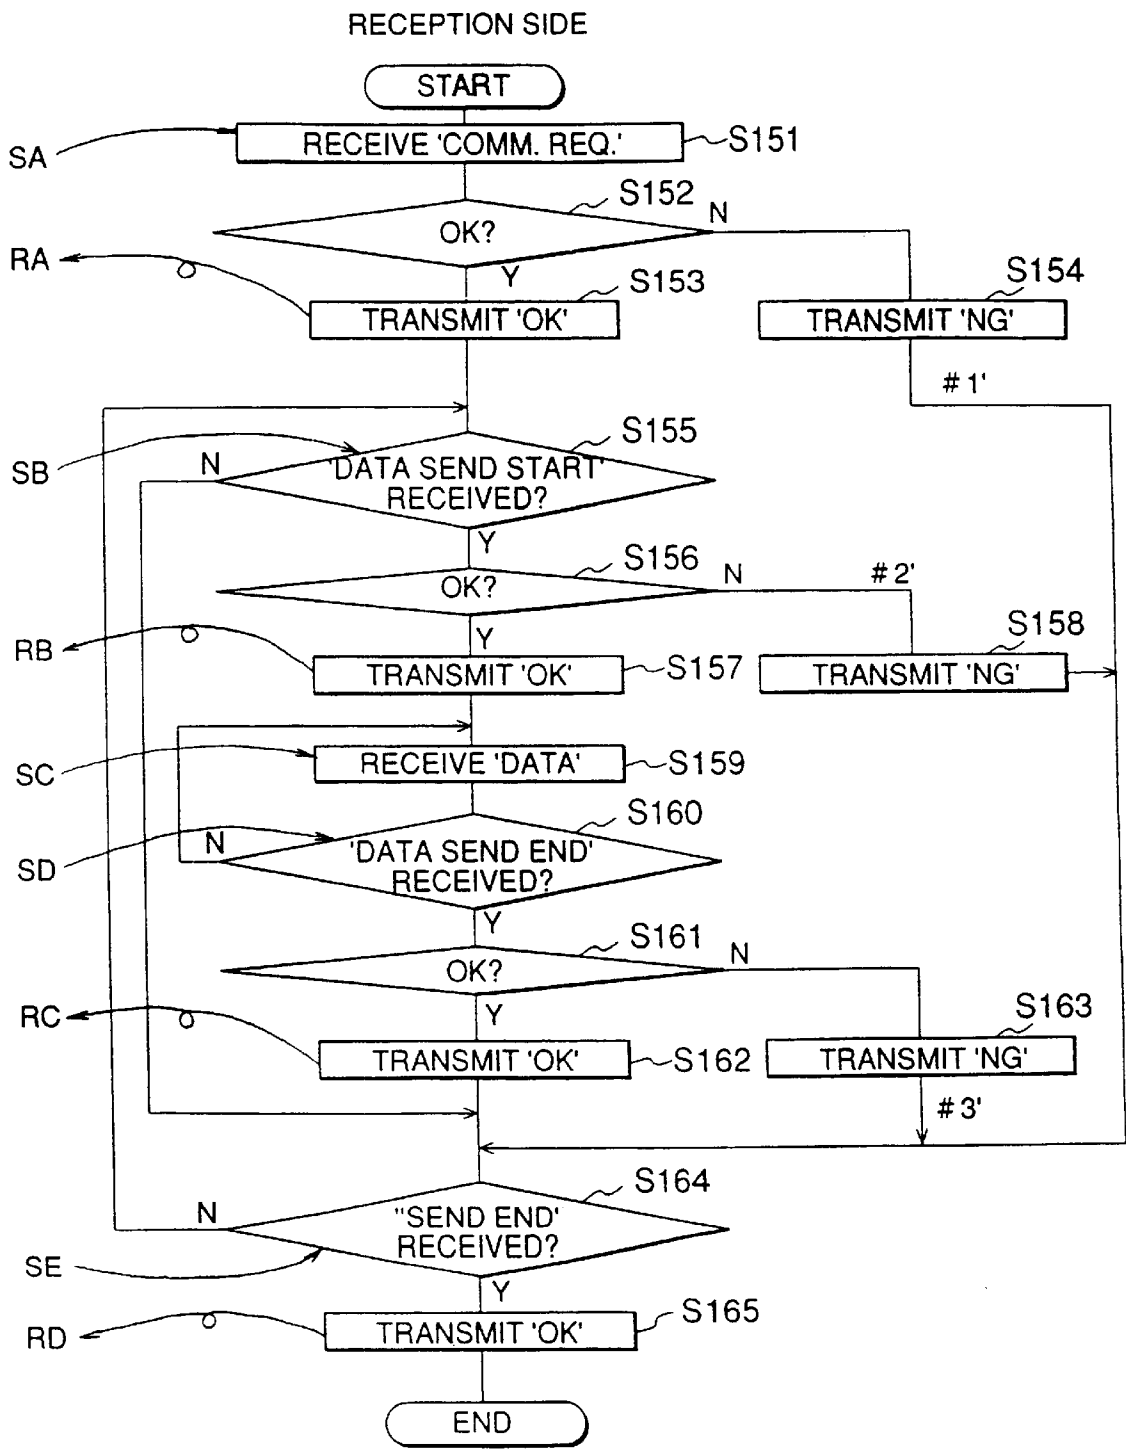 RECEPTION SIDE
START
SA
RECEIVE 'COMM. REQ.'
S151
S152
OK?
N
Y
RA
S153
TRANSMIT 'OK'
S154
TRANSMIT 'NG'
#1'
SB
N
S155
'DATA SEND START'
RECEIVED?
Y
S156
OK?
N
#2'
Y
RB
TRANSMIT 'OK'
S157
S158
TRANSMIT 'NG'
SC
RECEIVE 'DATA'
S159
SD
N
S160
'DATA SEND END'
RECEIVED?
Y
S161
OK?
N
Y
RC
TRANSMIT 'OK'
S162
S163
TRANSMIT 'NG'
#3'
S164
N
"SEND END'
RECEIVED?
SE
Y
RD
TRANSMIT 'OK'
S165
END